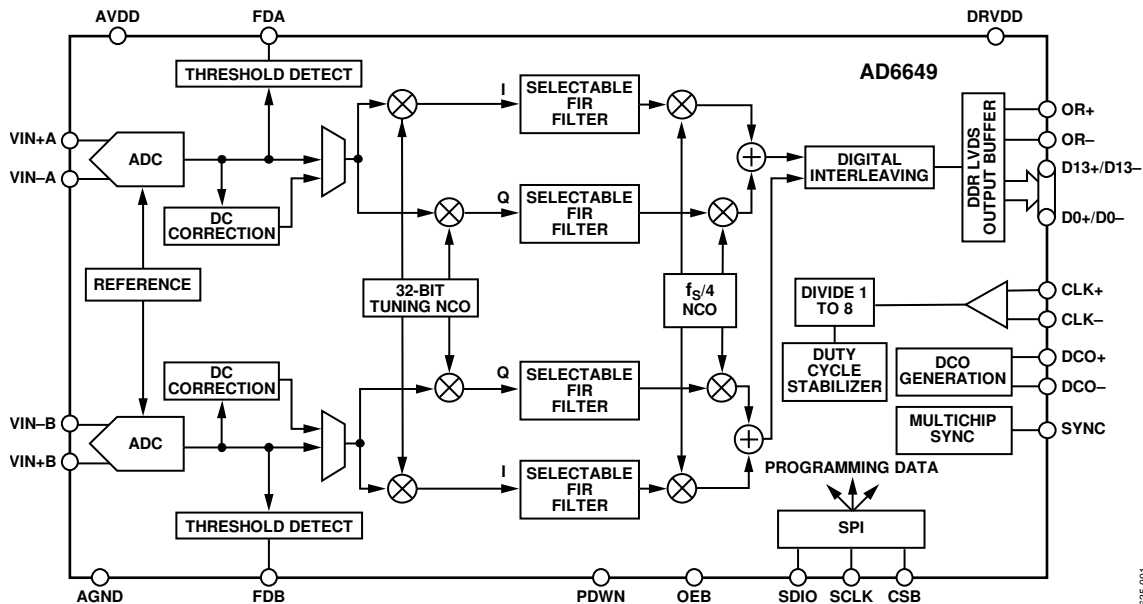 AVDD
FDA
DRVDD
THRESHOLD DETECT
AD6649
I
SELECTABLE
FIR
FILTER
VIN+A
VIN–A
ADC
DIGITAL
INTERLEAVING
DDR LVDS
OUTPUT BUFFER
OR+
OR–
D13+/D13–
D0+/D0–
DC
CORRECTION
Q
SELECTABLE
FIR
FILTER
REFERENCE
32-BIT
TUNING NCO
fS/4
NCO
DIVIDE 1
TO 8
CLK+
CLK–
DUTY
CYCLE
STABILIZER
DCO
GENERATION
DCO+
DCO–
DC
CORRECTION
Q
SELECTABLE
FIR
FILTER
MULTICHIP
SYNC
SYNC
VIN–B
VIN+B
ADC
I
SELECTABLE
FIR
FILTER
PROGRAMMING DATA
THRESHOLD DETECT
SPI
AGND
FDB
PDWN
OEB
SDIO
SCLK
CSB